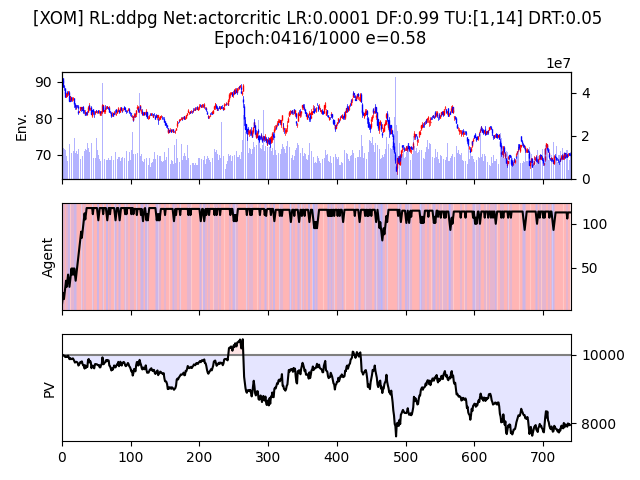 [XOM] RL:ddpg Net:actorcritic LR:0.0001 DF:0.99 TU:[1,14] DRT:0.05
Epoch:0416/1000 e=0.58
1e7
90
80
70
Env.
4
2
0
Agent
100
50
PV
10000
8000
0 100 200 300 400 500 600 700